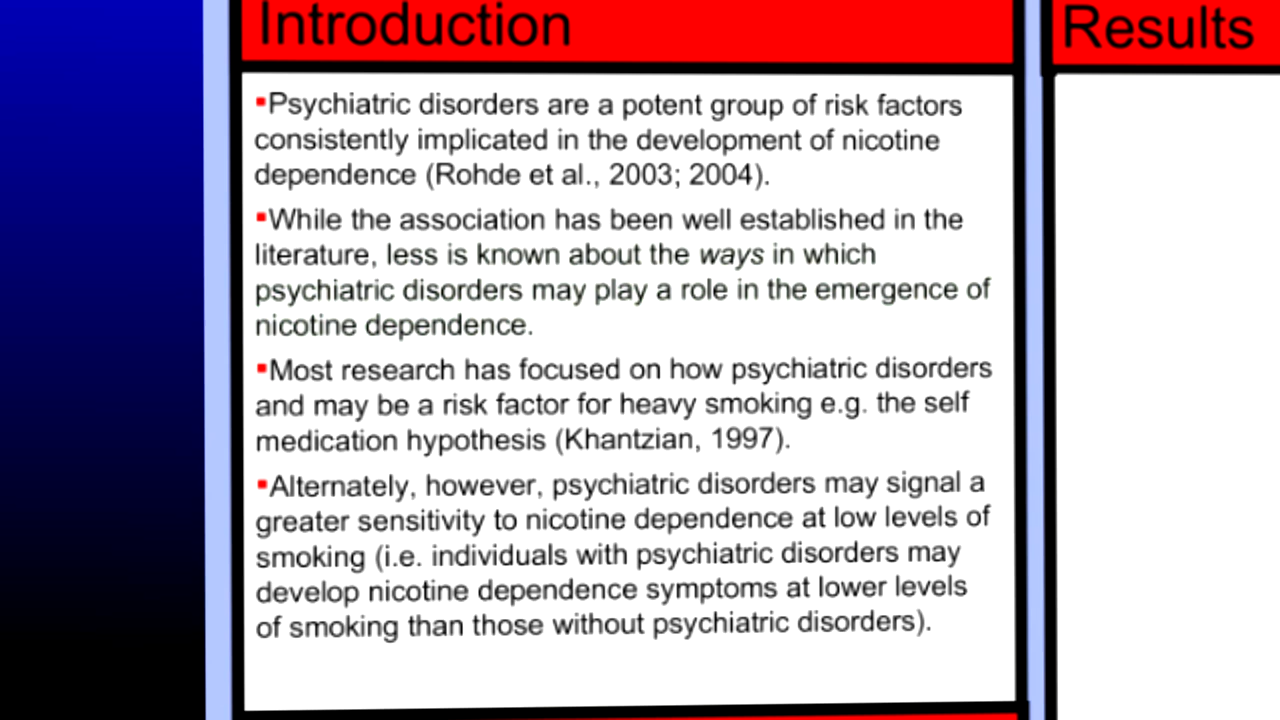 Introduction
▪Psychiatric disorders are a potent group of risk factors
consistently implicated in the development of nicotine
dependence (Rohde et al., 2003; 2004).
▪While the association has been well established in the
literature, less is known about the ways in which
psychiatric disorders may play a role in the emergence of
nicotine dependence.
▪Most research has focused on how psychiatric disorders
and may be a risk factor for heavy smoking e.g. the self
medication hypothesis (Khantzian, 1997).
▪Alternately, however, psychiatric disorders may signal a
greater sensitivity to nicotine dependence at low levels of
smoking (i.e. individuals with psychiatric disorders may
develop nicotine dependence symptoms at lower levels
of smoking than those without psychiatric disorders).
Results